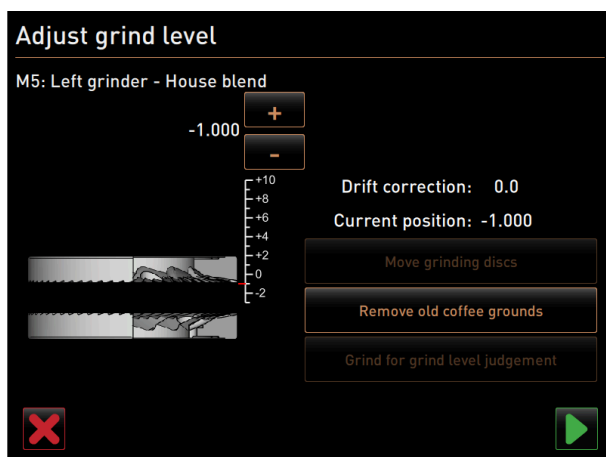 Adjust grind level
M5: Left grinder - House blend
+
-1.000
-
+10
+8
+6
+4
+2
0
-2
Drift correction: 0.0
Current position: -1.000
Move grinding discs
Remove old coffee grounds
Grind for grind level judgement